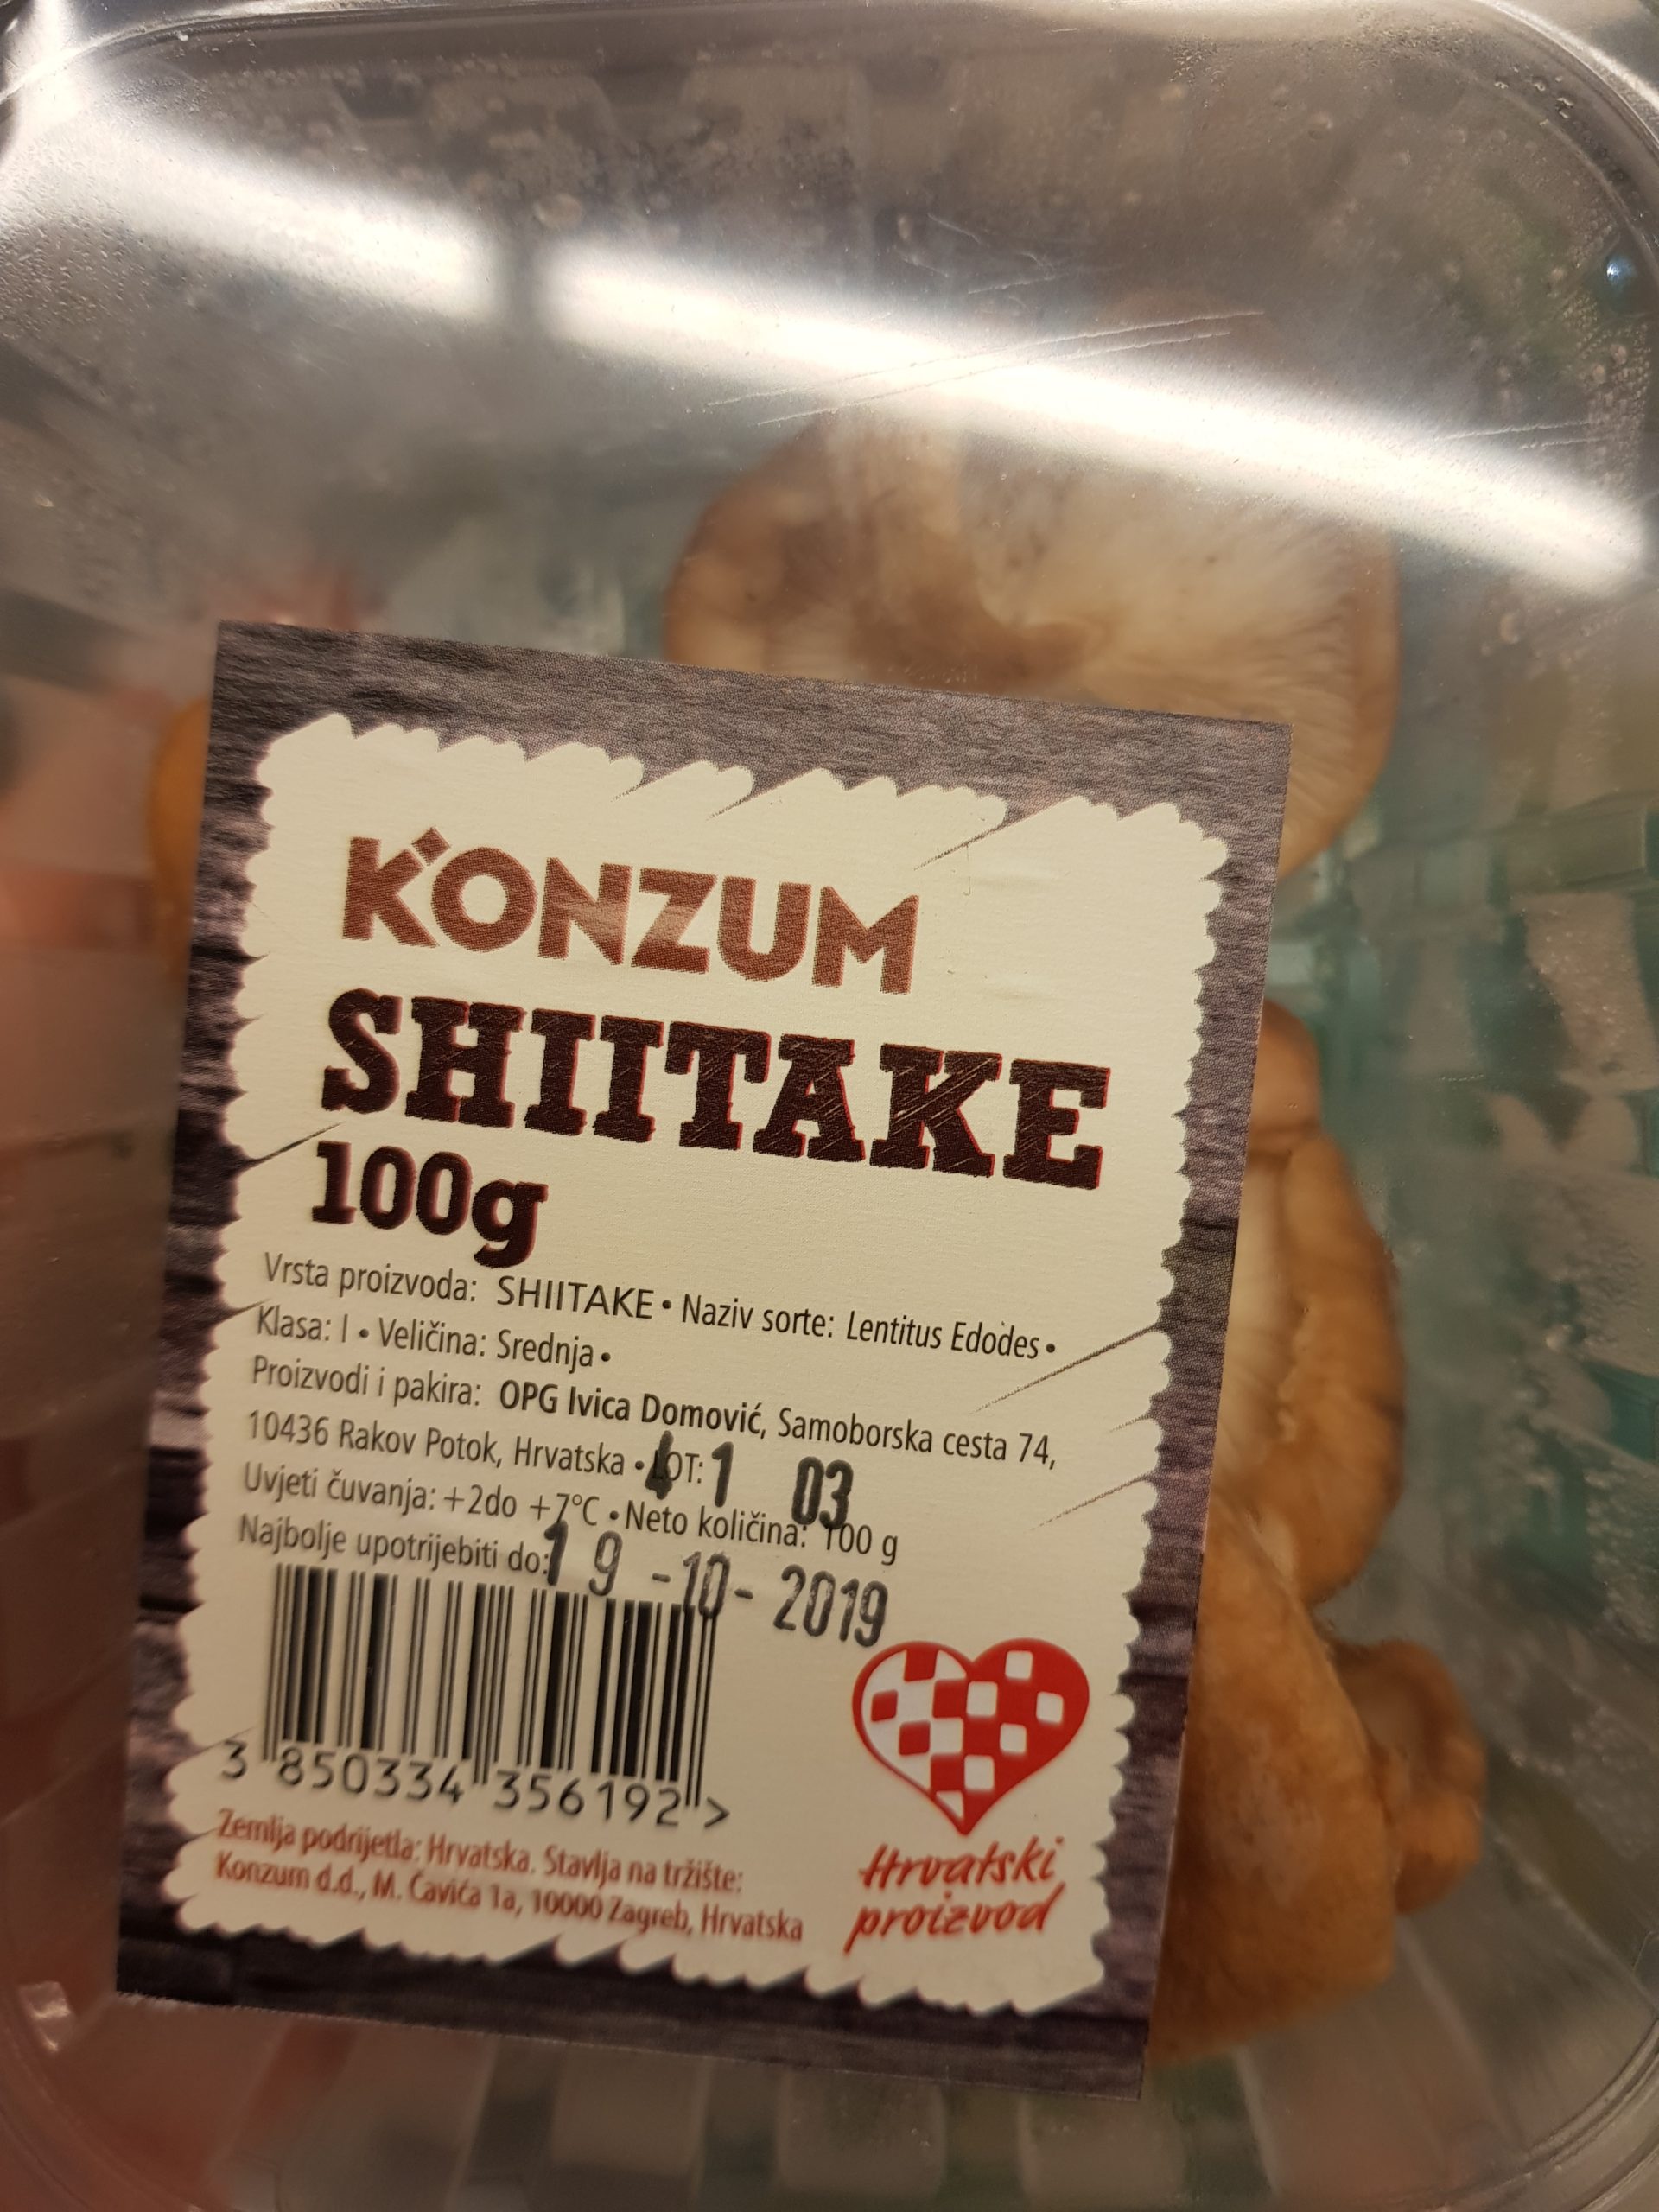 KONZUM
SHIITAKE
100g
Vrsta proizvoda: SHIITAKE • Naziv sorte: Lentitus Edodes •
Klasa: I • Veličina: Srednja •
Proizvodi i pakira: OPG Ivica Domović, Samoborska cesta 74,
10436 Rakov Potok, Hrvatska • LOT: 4 1 03
Uvjeti čuvanja: +2do +7°C • Neto količina: 100 g
Najbolje upotrijebiti do: 19 -10- 2019
3 850334 356192 >
Hrvatski
proizvod
Zemlja podrijetla: Hrvatska. Stavlja na tržište:
Konzum d.d., M. Čavića 1a, 10000 Zagreb, Hrvatska